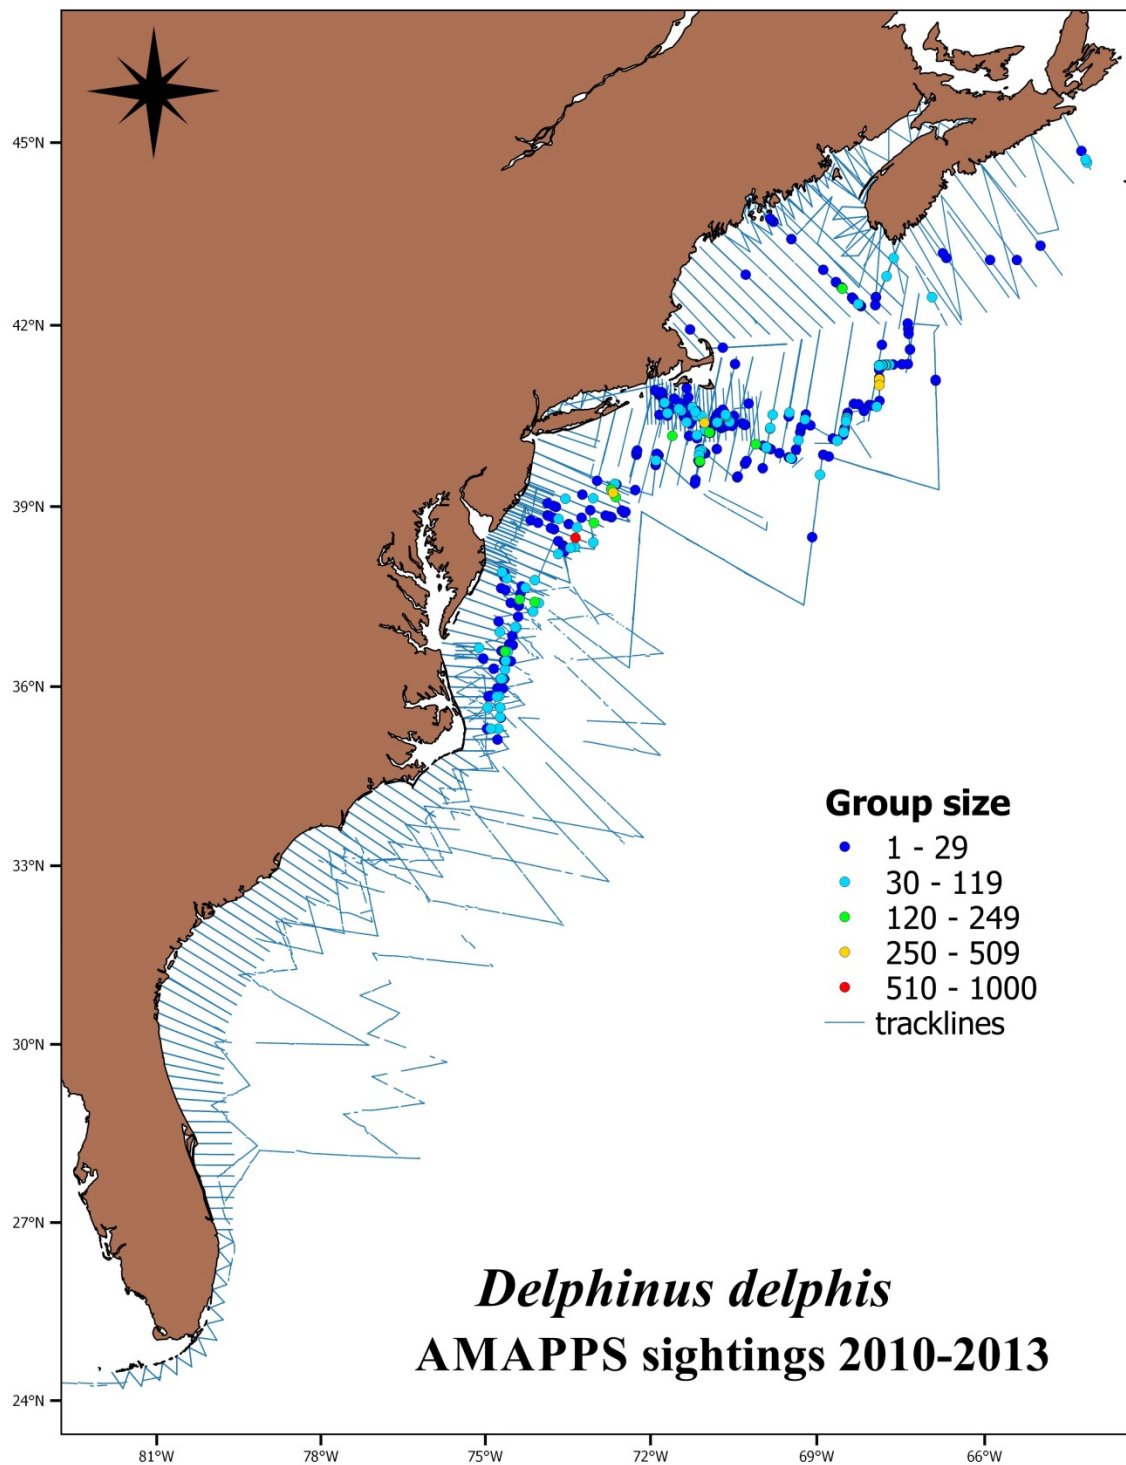 45°N
42°N
39°N
36°N
33°N
30°N
27°N
24°N
Group size
1 - 29
30 - 119
120 - 249
250 - 509
510 - 1000
tracklines
Delphinus delphis
AMAPPS sightings 2010-2013
81°W 78°W 75°W 72°W 69°W 66°W